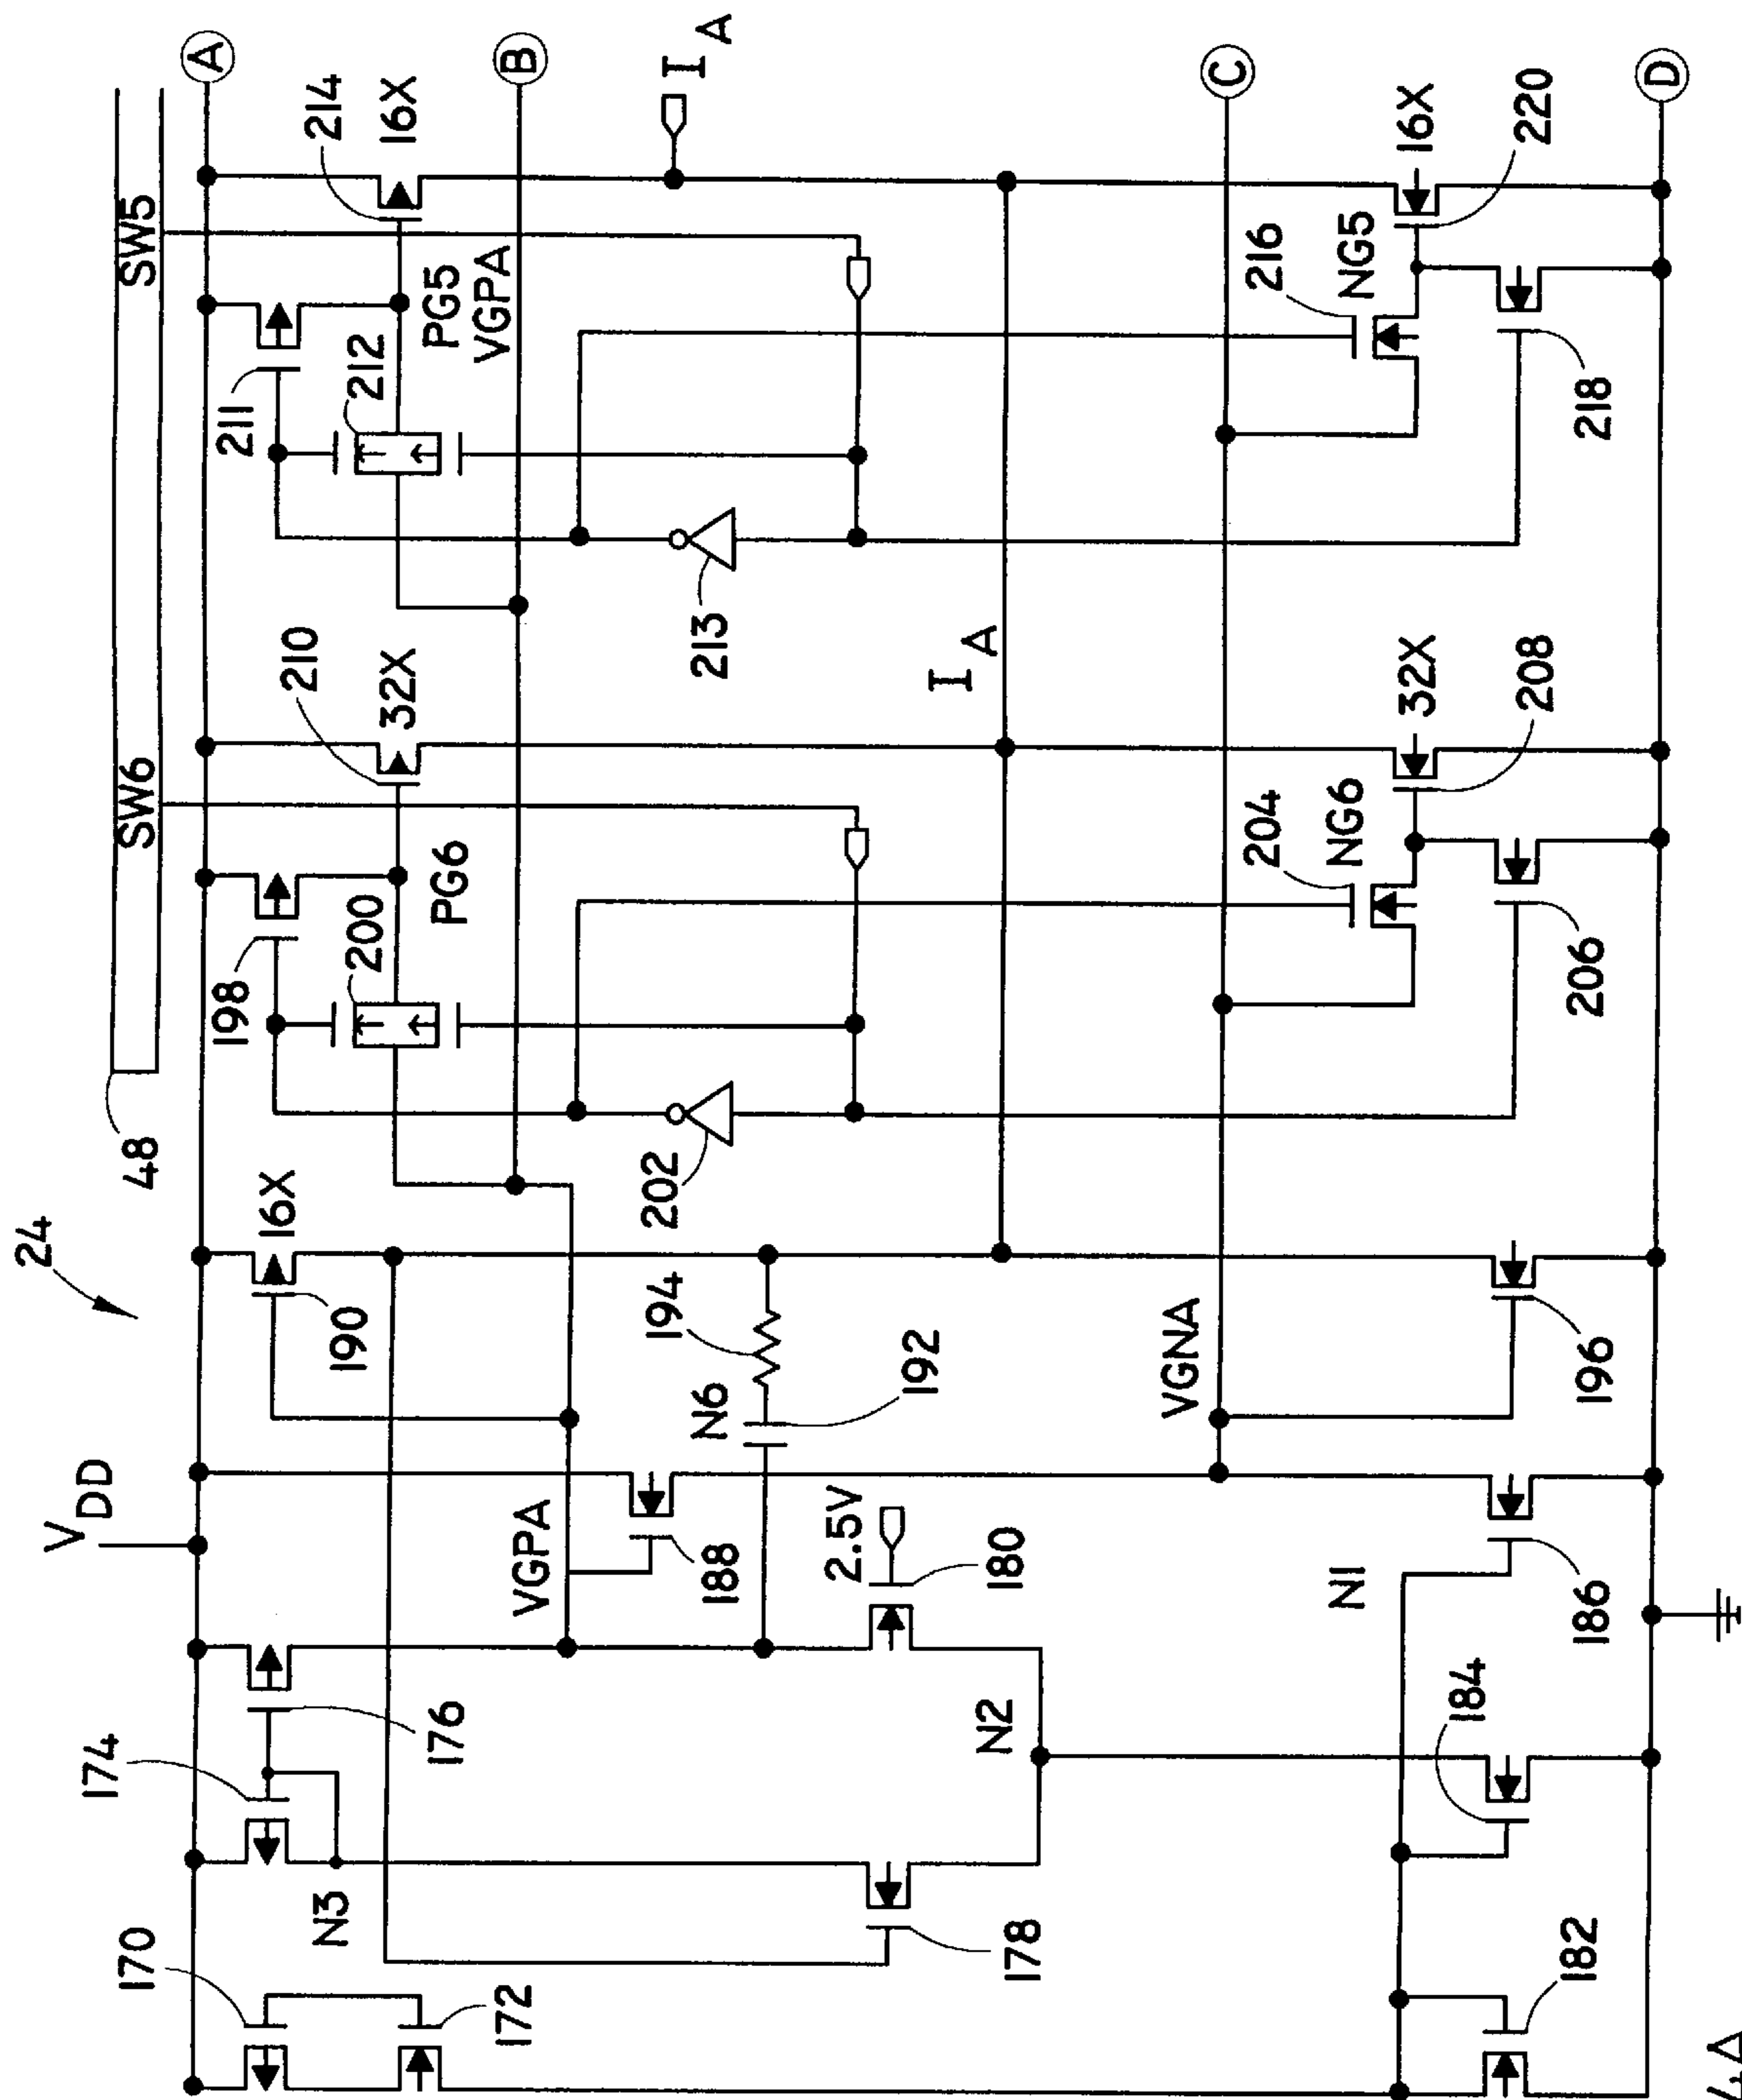 24
V DD
174
170
48
SW6
SW5
A
198
211
16X
210
214
N3
190
200
212
32X
16X
176
PG6
PG5
VGPA
172
VGPA
B
194
202
213
I A
N6
188
2.5V
192
I A
N2
178
180
VGNA
C
204
216
N1
NG6
NG5
32X
16X
184
208
220
182
186
196
206
218
D